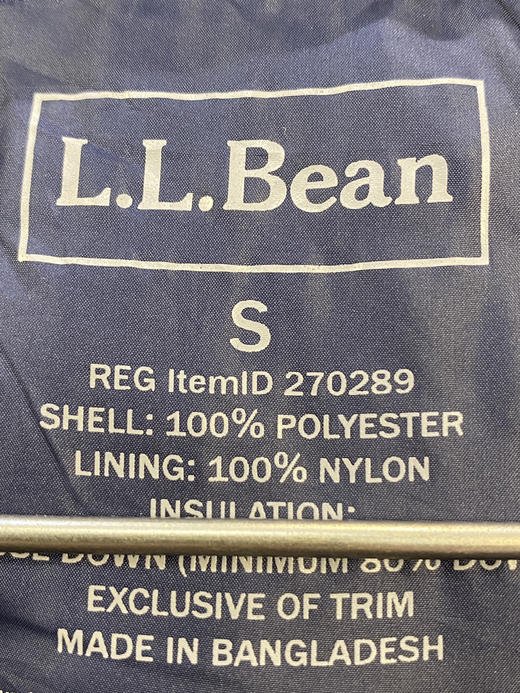 L.L.Bean
S
REG ItemID 270289
SHELL: 100% POLYESTER
LINING: 100% NYLON
INSULATION:
DOWN (MINIMUM 80%
EXCLUSIVE OF TRIM
MADE IN BANGLADESH